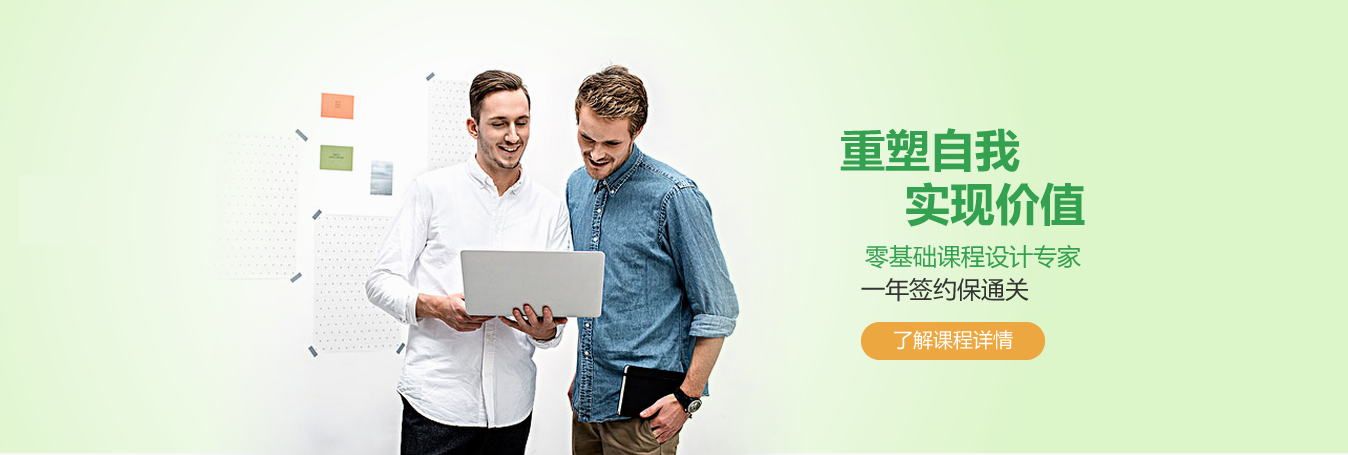 重塑自我
实现价值
零基础课程设计专家
一年签约保通关
了解课程详情